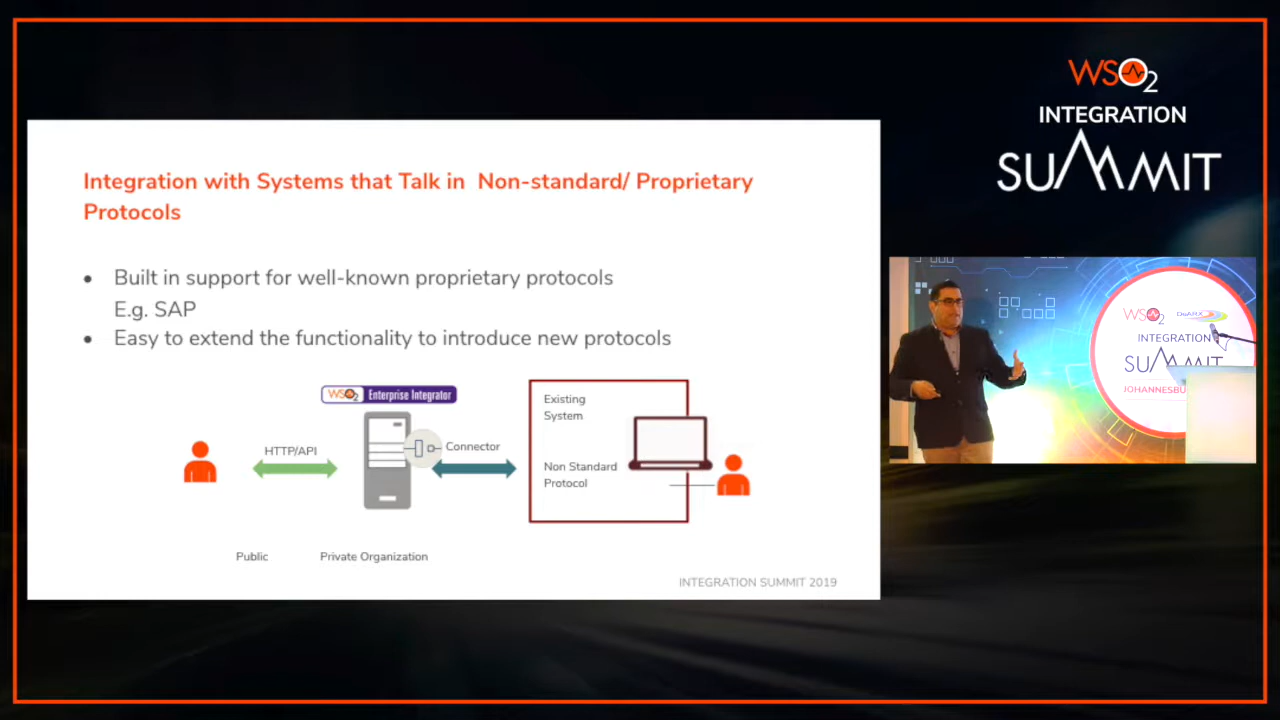 WSO2
INTEGRATION
SUMMIT
Integration with Systems that Talk in Non-standard/ Proprietary
Protocols
• Built in support for well-known proprietary protocols
E.g. SAP
• Easy to extend the functionality to introduce new protocols
WSO2 Enterprise Integrator
HTTP/API
Connector
Existing
System
Non Standard
Protocol
Public
Private Organization
INTEGRATION SUMMIT 2019
WSO2
INTEGRATION
SUMMIT